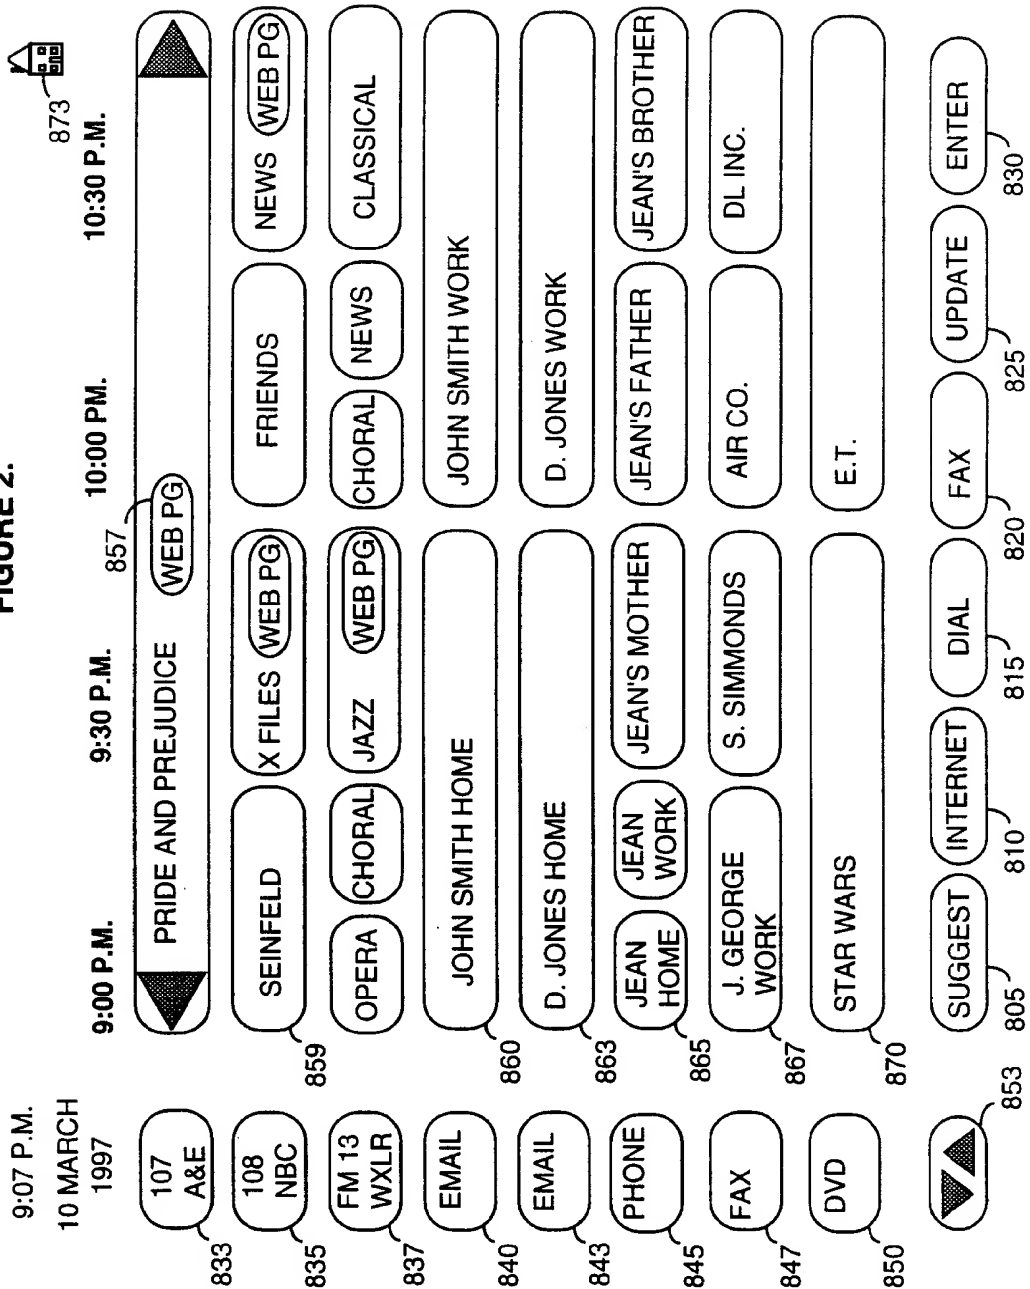 FIGURE 2.
9:07 P.M.
10 MARCH
1997
873
9:00 P.M.
9:30 P.M.
10:00 PM.
10:30 P.M.
857
107
A&E
833
PRIDE AND PREJUDICE
WEB PG
108
NBC
835
SEINFELD
859
X FILES
WEB PG
FRIENDS
NEWS
WEB PG
FM 13
WXLR
837
OPERA
CHORAL
JAZZ
WEB PG
CHORAL
NEWS
CLASSICAL
EMAIL
840
JOHN SMITH HOME
860
JOHN SMITH WORK
EMAIL
843
D. JONES HOME
863
D. JONES WORK
PHONE
845
JEAN
HOME
865
JEAN
WORK
JEAN'S MOTHER
JEAN'S FATHER
JEAN'S BROTHER
FAX
847
J. GEORGE
WORK
867
S. SIMMONDS
AIR CO.
DL INC.
DVD
850
STAR WARS
870
E.T.
853
SUGGEST
805
INTERNET
810
DIAL
815
FAX
820
UPDATE
825
ENTER
830